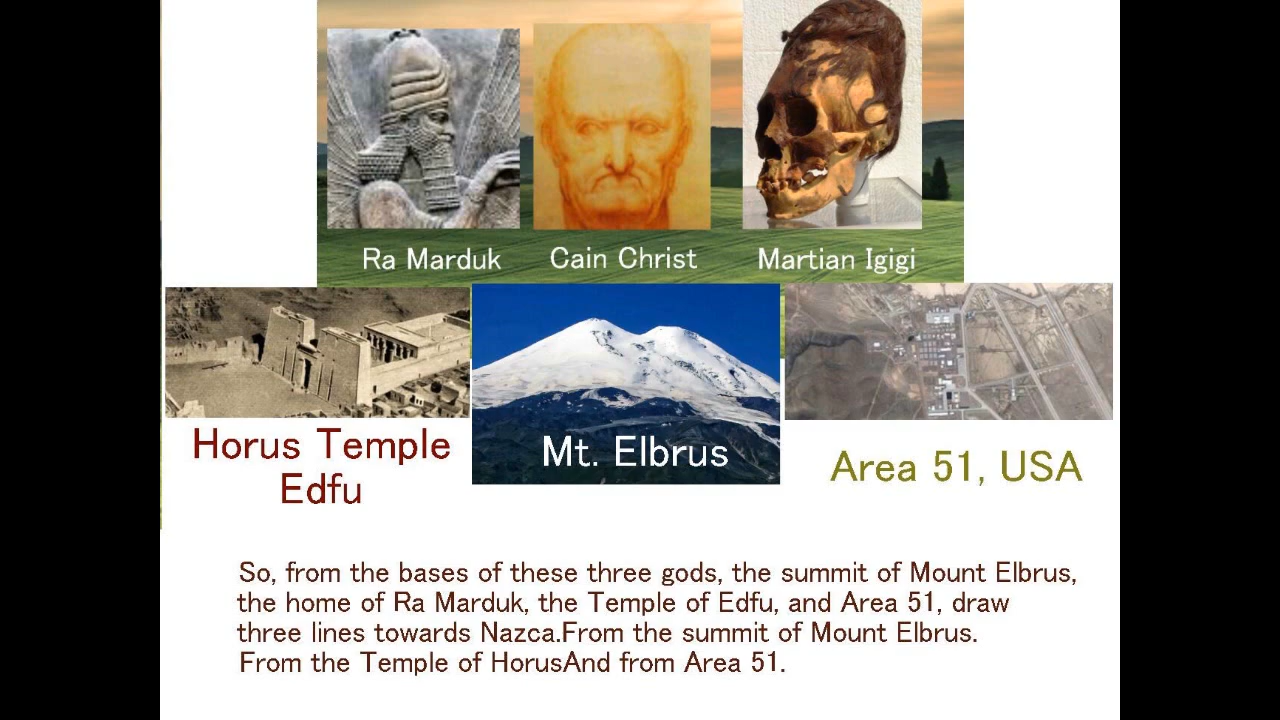 Ra Marduk
Cain Christ
Martian Igigi
Horus Temple
Edfu
Mt. Elbrus
Area 51, USA
So, from the bases of these three gods, the summit of Mount Elbrus,
the home of Ra Marduk, the Temple of Edfu, and Area 51, draw
three lines towards Nazca.From the summit of Mount Elbrus.
From the Temple of HorusAnd from Area 51.